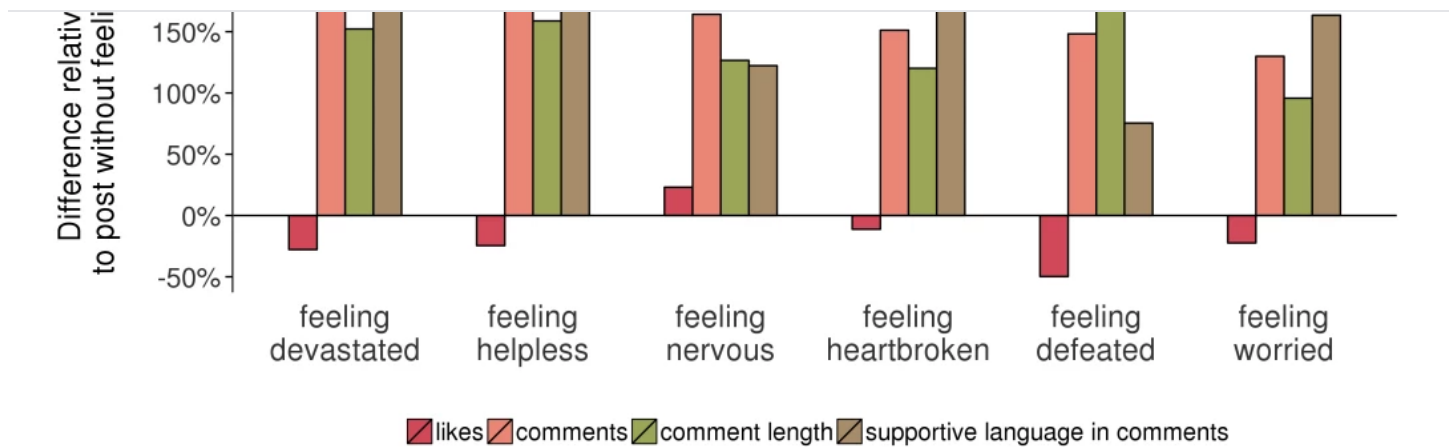 Difference relativ
to post without feeli
150%
100%
50%
0%
-50%
feeling
devastated
feeling
helpless
feeling
nervous
feeling
heartbroken
feeling
defeated
feeling
worried
likes comments comment length supportive language in comments